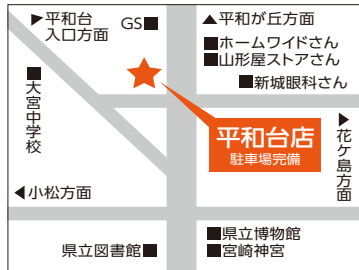 ▶平和台
入口方面
GS■
▲平和が丘方面
■ホームワイドさん
■山形屋ストアさん
■新城眼科さん
■大宮中学校
平和台店
駐車場完備
▶花ケ島方面
◀小松方面
県立図書館■
■県立博物館
■宮崎神宮